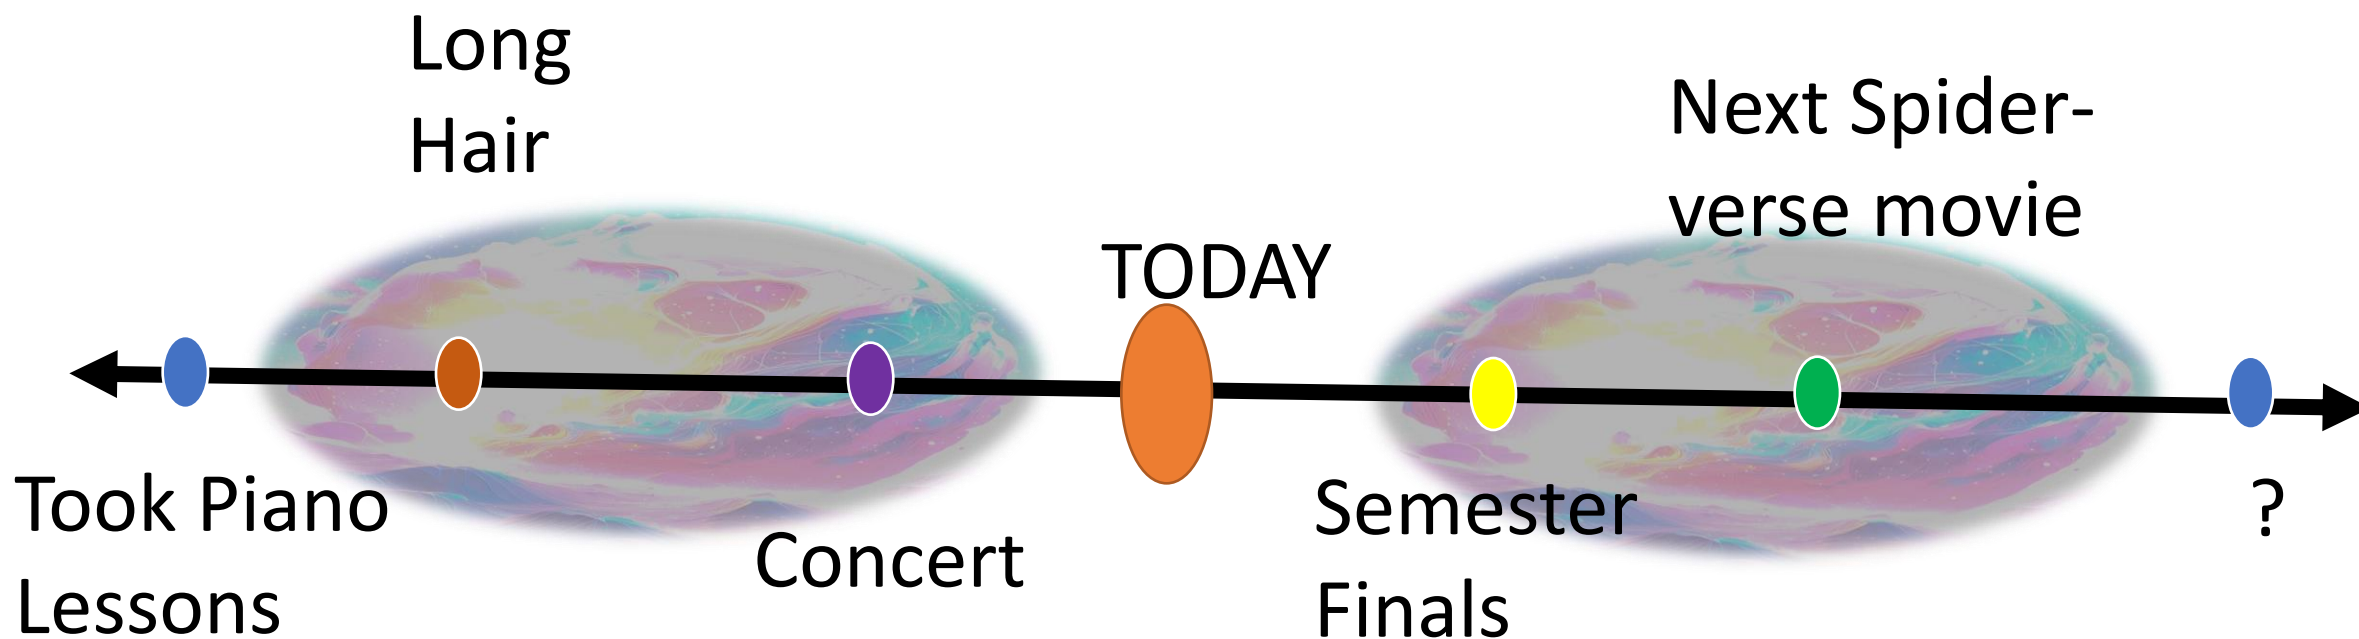 Long
Hair
Next Spider-
verse movie
TODAY
Took Piano
Lessons
Concert
Semester
Finals
?